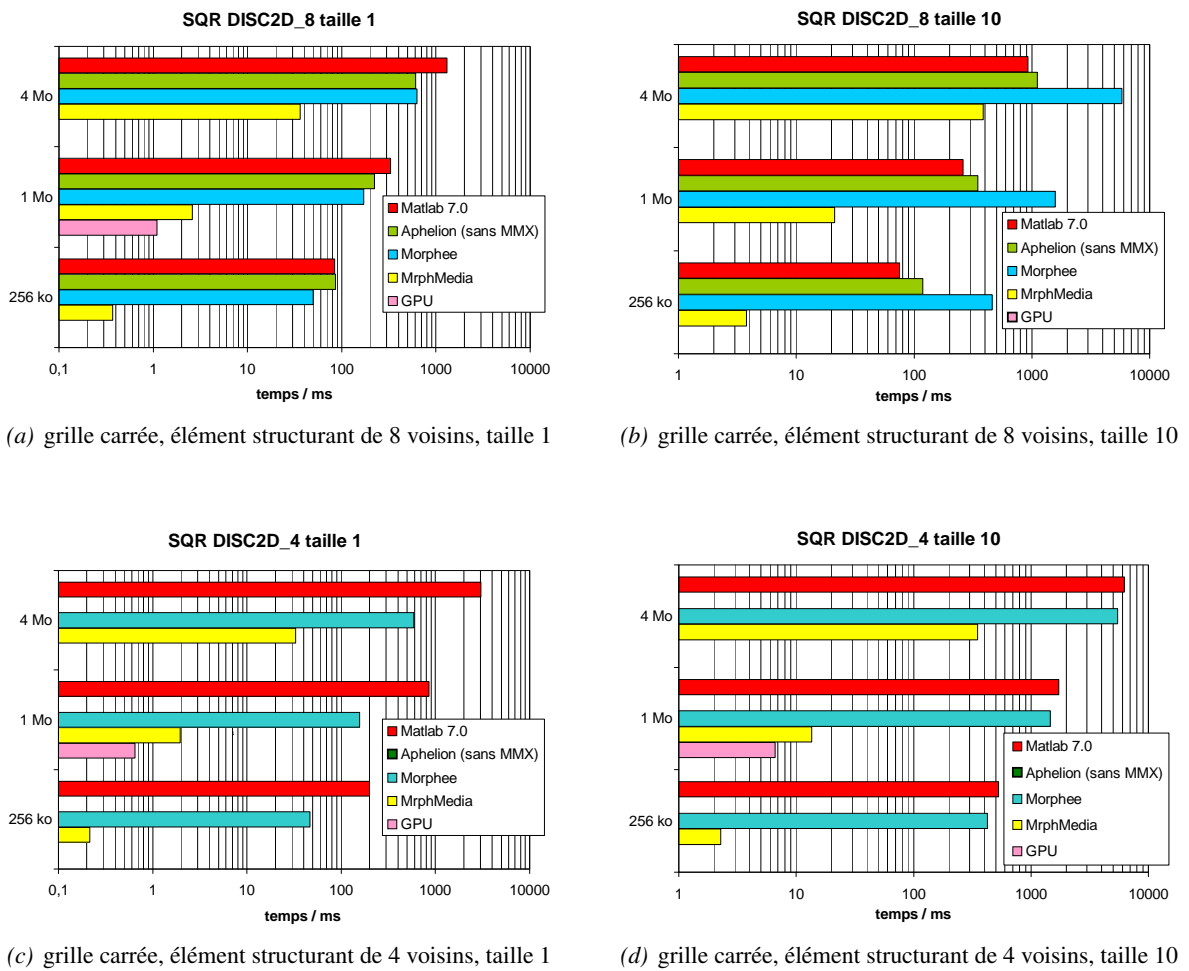 SQR DISC2D_8 taille 1
4 Mo
1 Mo
256 ko
0,1 1 10 100 1000 10000
temps / ms
Matlab 7.0
Aphelion (sans MMX)
Morphee
MrphMedia
GPU
(a) grille carrée, élément structurant de 8 voisins, taille 1
SQR DISC2D_8 taille 10
4 Mo
1 Mo
256 ko
1 10 100 1000 10000
temps / ms
Matlab 7.0
Aphelion (sans MMX)
Morphee
MrphMedia
GPU
(b) grille carrée, élément structurant de 8 voisins, taille 10
SQR DISC2D_4 taille 1
4 Mo
1 Mo
256 ko
0,1 1 10 100 1000 10000
temps / ms
Matlab 7.0
Aphelion (sans MMX)
Morphee
MrphMedia
GPU
(c) grille carrée, élément structurant de 4 voisins, taille 1
SQR DISC2D_4 taille 10
4 Mo
1 Mo
256 ko
1 10 100 1000 10000
temps / ms
Matlab 7.0
Aphelion (sans MMX)
Morphee
MrphMedia
GPU
(d) grille carrée, élément structurant de 4 voisins, taille 10